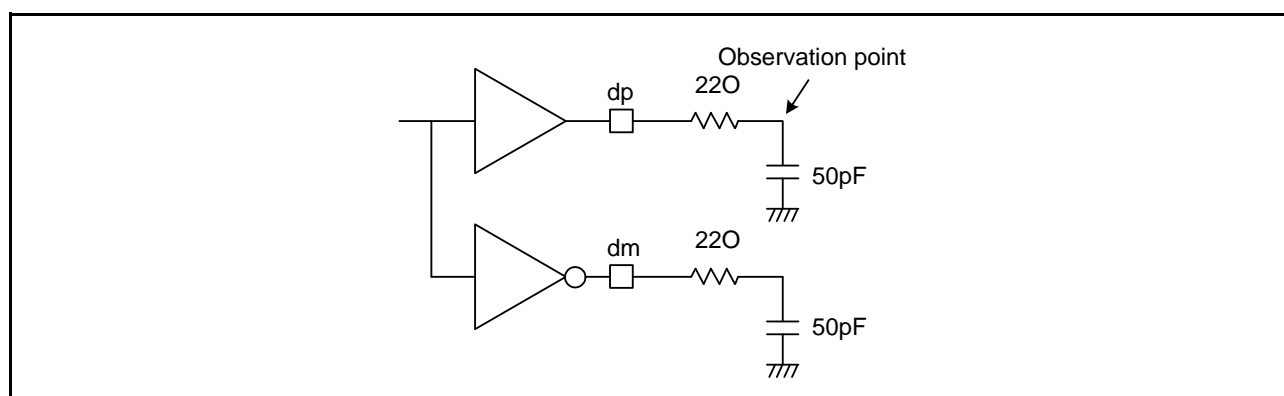 Observation point
dp
22O
50pF
dm
22O
50pF